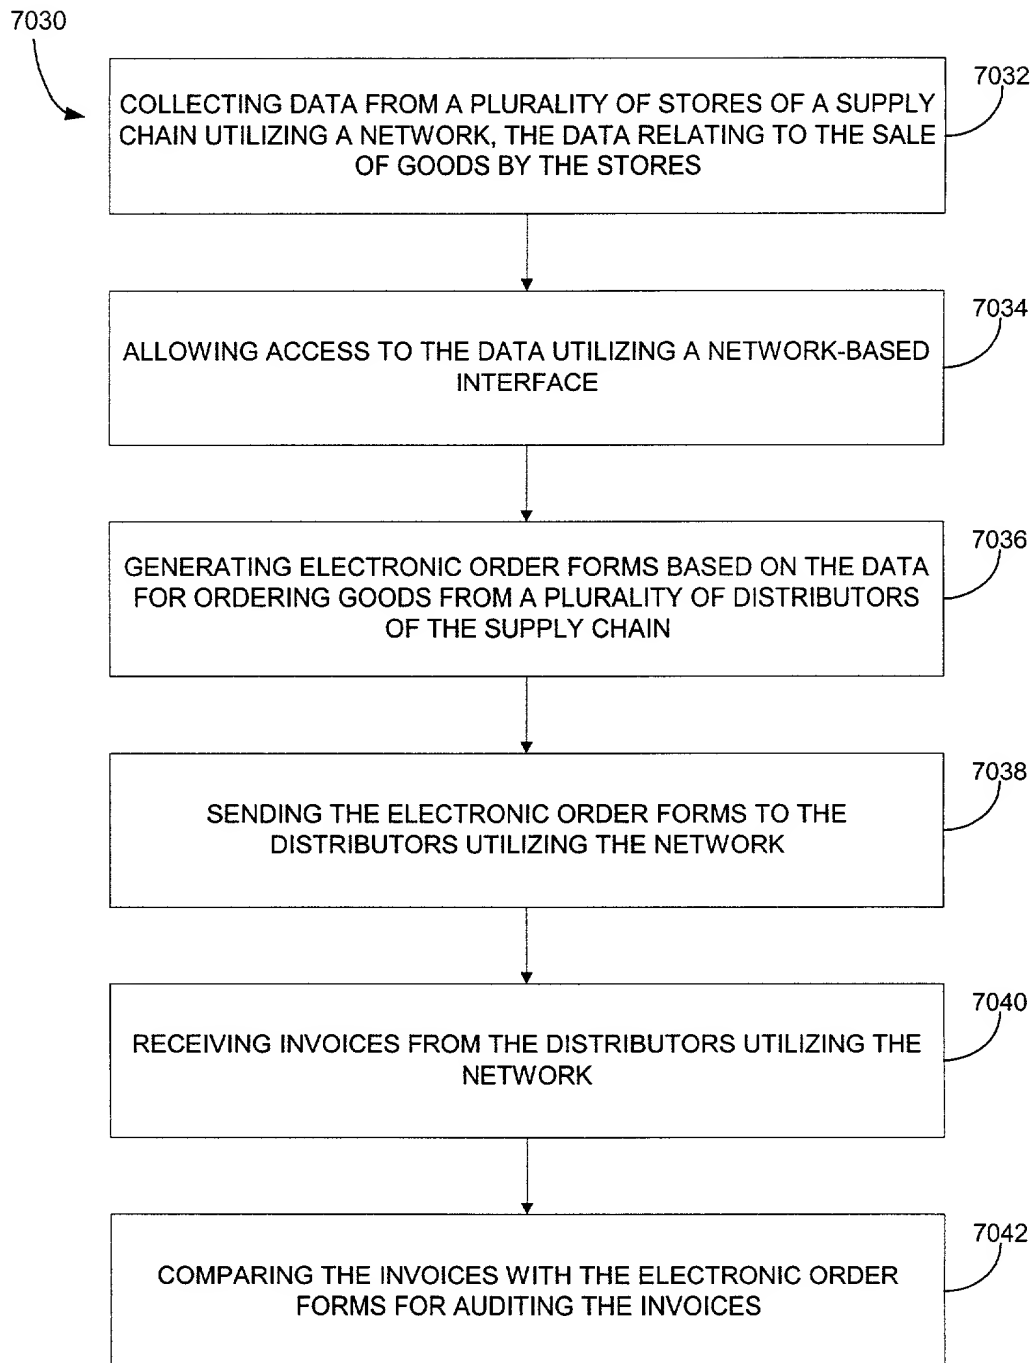 7030
7032
COLLECTING DATA FROM A PLURALITY OF STORES OF A SUPPLY
CHAIN UTILIZING A NETWORK, THE DATA RELATING TO THE SALE
OF GOODS BY THE STORES
7034
ALLOWING ACCESS TO THE DATA UTILIZING A NETWORK-BASED
INTERFACE
7036
GENERATING ELECTRONIC ORDER FORMS BASED ON THE DATA
FOR ORDERING GOODS FROM A PLURALITY OF DISTRIBUTORS
OF THE SUPPLY CHAIN
7038
SENDING THE ELECTRONIC ORDER FORMS TO THE
DISTRIBUTORS UTILIZING THE NETWORK
7040
RECEIVING INVOICES FROM THE DISTRIBUTORS UTILIZING THE
NETWORK
7042
COMPARING THE INVOICES WITH THE ELECTRONIC ORDER
FORMS FOR AUDITING THE INVOICES